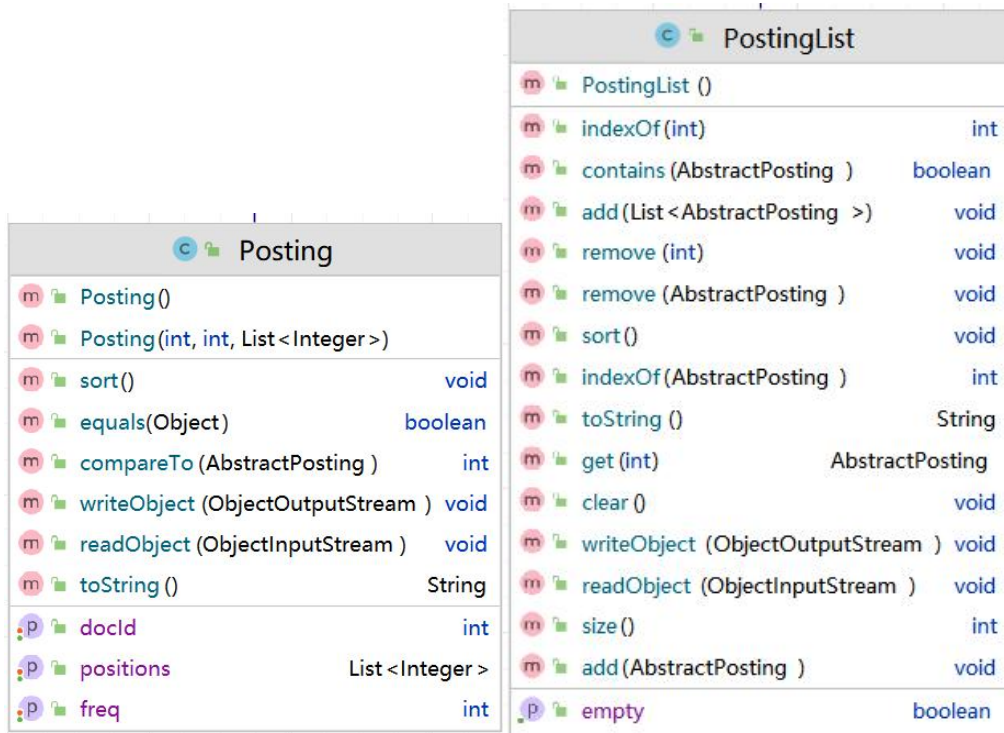 Posting
Posting()
Posting(int, int, List<Integer>)
sort() void
equals(Object) boolean
compareTo(AbstractPosting) int
writeObject(ObjectOutputStream) void
readObject(ObjectInputStream) void
toString() String
docId int
positions List<Integer>
freq int
PostingList
PostingList()
indexOf(int) int
contains(AbstractPosting) boolean
add(List<AbstractPosting>) void
remove(int) void
remove(AbstractPosting) void
sort() void
indexOf(AbstractPosting) int
toString() String
get(int) AbstractPosting
clear() void
writeObject(ObjectOutputStream) void
readObject(ObjectInputStream) void
size() int
add(AbstractPosting) void
empty boolean